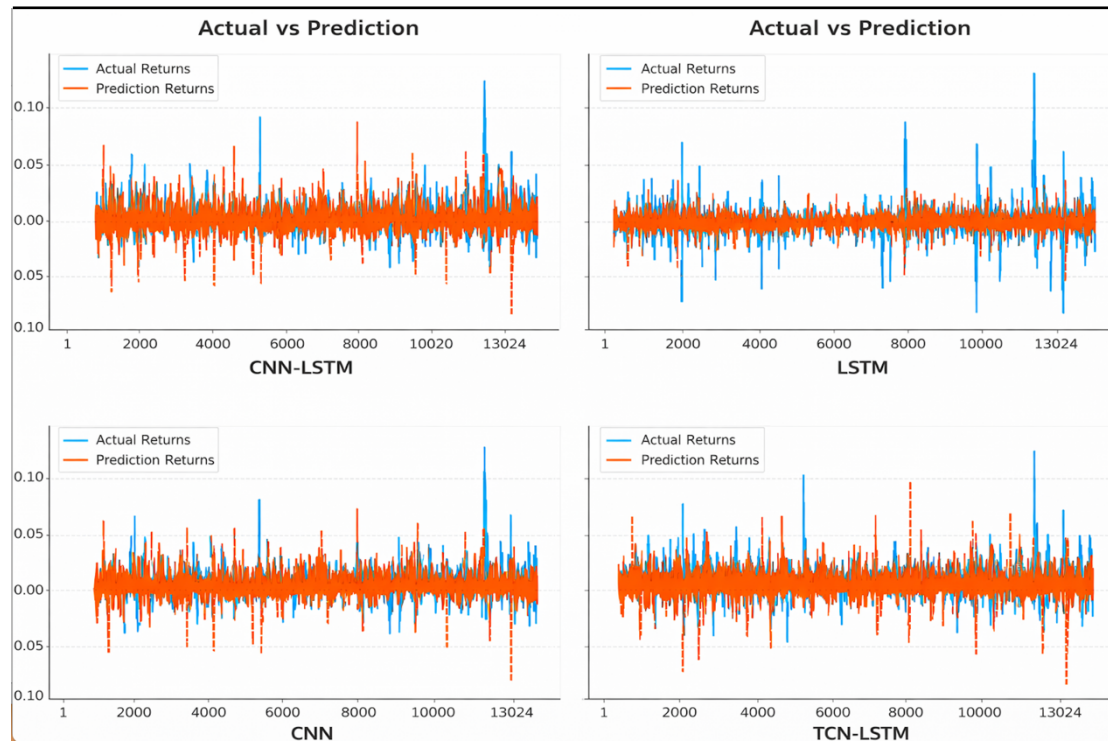 Actual vs Prediction
Actual Returns
Prediction Returns
0.10
0.05
0.00
0.05
0.10
1 2000 4000 6000 8000 10020 13024
CNN-LSTM
Actual vs Prediction
Actual Returns
Prediction Returns
1 2000 4000 6000 8000 10000 13024
LSTM
Actual Returns
Prediction Returns
0.10
0.05
0.00
0.05
0.10
1 2000 4000 6000 8000 10000 13024
CNN
Actual Returns
Prediction Returns
1 2000 4000 6000 8000 10000 13024
TCN-LSTM